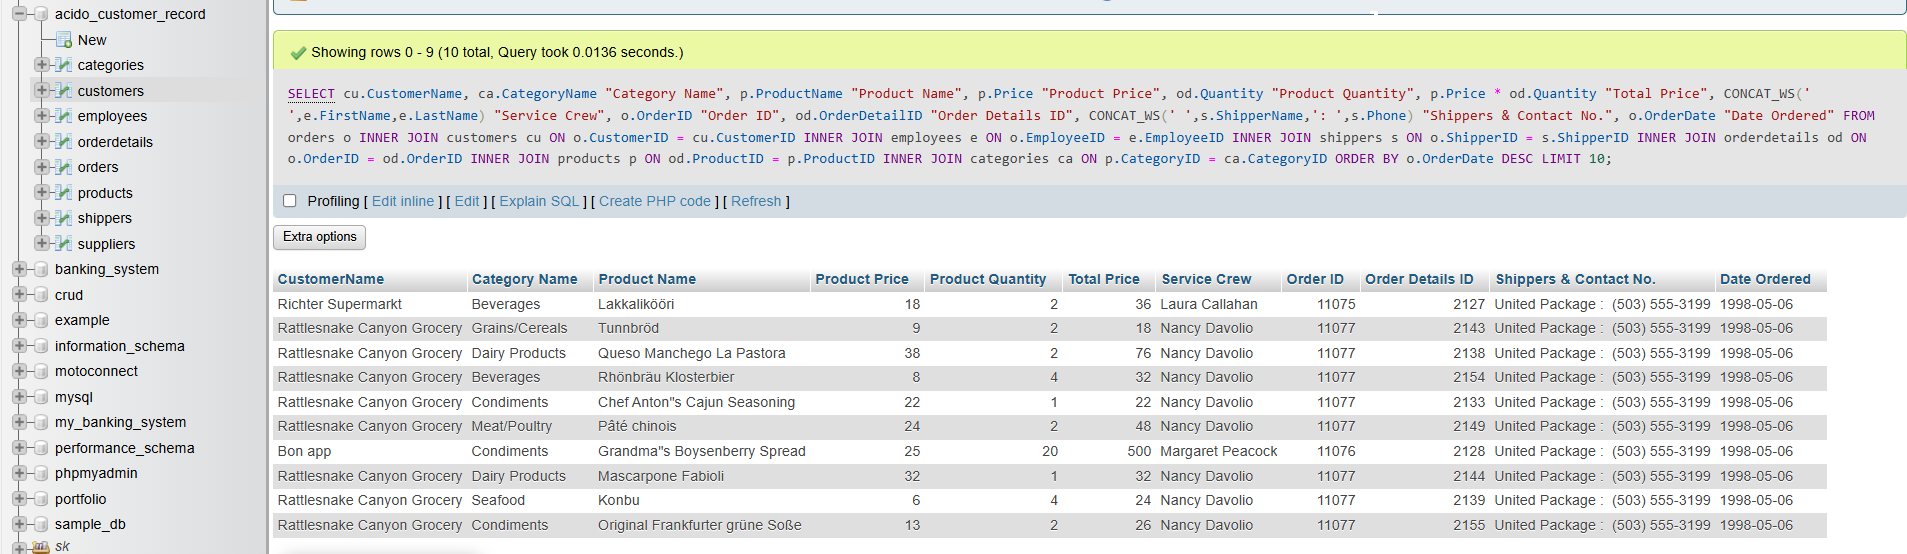 acido_customer_record
New
categories
customers
employees
orderdetails
orders
products
shippers
suppliers
banking_system
crud
example
information_schema
motoconnect
mysql
my_banking_system
performance_schema
phpmyadmin
portfolio
sample_db
sk
Showing rows 0 - 9 (10 total, Query took 0.0136 seconds.)
SELECT cu.CustomerName, ca.CategoryName "Category Name", p.ProductName "Product Name", p.Price "Product Price", od.Quantity "Product Quantity", p.Price * od.Quantity "Total Price", CONCAT_WS('
',e.FirstName,e.LastName) "Service Crew", o.OrderID "Order ID", od.OrderDetailID "Order Details ID", CONCAT_WS(' ',s.ShipperName,': ',s.Phone) "Shippers & Contact No.", o.OrderDate "Date Ordered" FROM
orders o INNER JOIN customers cu ON o.CustomerID = cu.CustomerID INNER JOIN employees e ON o.EmployeeID = e.EmployeeID INNER JOIN shippers s ON o.ShipperID = s.ShipperID INNER JOIN orderdetails od ON
o.OrderID = od.OrderID INNER JOIN products p ON od.ProductID = p.ProductID INNER JOIN categories ca ON p.CategoryID = ca.CategoryID ORDER BY o.OrderDate DESC LIMIT 10;
Profiling [ Edit inline ] [ Edit ] [ Explain SQL ] [ Create PHP code ] [ Refresh ]
Extra options
CustomerName Category Name Product Name Product Price Product Quantity Total Price Service Crew Order ID Order Details ID Shippers & Contact No. Date Ordered
Richter Supermarkt Beverages Lakkalikööri 18 2 36 Laura Callahan 11075 2127 United Package : (503) 555-3199 1998-05-06
Rattlesnake Canyon Grocery Grains/Cereals Tunnbröd 9 2 18 Nancy Davolio 11077 2143 United Package : (503) 555-3199 1998-05-06
Rattlesnake Canyon Grocery Dairy Products Queso Manchego La Pastora 38 2 76 Nancy Davolio 11077 2138 United Package : (503) 555-3199 1998-05-06
Rattlesnake Canyon Grocery Beverages Rhönbräu Klosterbier 8 4 32 Nancy Davolio 11077 2154 United Package : (503) 555-3199 1998-05-06
Rattlesnake Canyon Grocery Condiments Chef Anton"s Cajun Seasoning 22 1 22 Nancy Davolio 11077 2133 United Package : (503) 555-3199 1998-05-06
Rattlesnake Canyon Grocery Meat/Poultry Pâté chinois 24 2 48 Nancy Davolio 11077 2149 United Package : (503) 555-3199 1998-05-06
Bon app Condiments Grandma"s Boysenberry Spread 25 20 500 Margaret Peacock 11076 2128 United Package : (503) 555-3199 1998-05-06
Rattlesnake Canyon Grocery Dairy Products Mascarpone Fabioli 32 1 32 Nancy Davolio 11077 2144 United Package : (503) 555-3199 1998-05-06
Rattlesnake Canyon Grocery Seafood Konbu 6 4 24 Nancy Davolio 11077 2139 United Package : (503) 555-3199 1998-05-06
Rattlesnake Canyon Grocery Condiments Original Frankfurter grüne Soße 13 2 26 Nancy Davolio 11077 2155 United Package : (503) 555-3199 1998-05-06